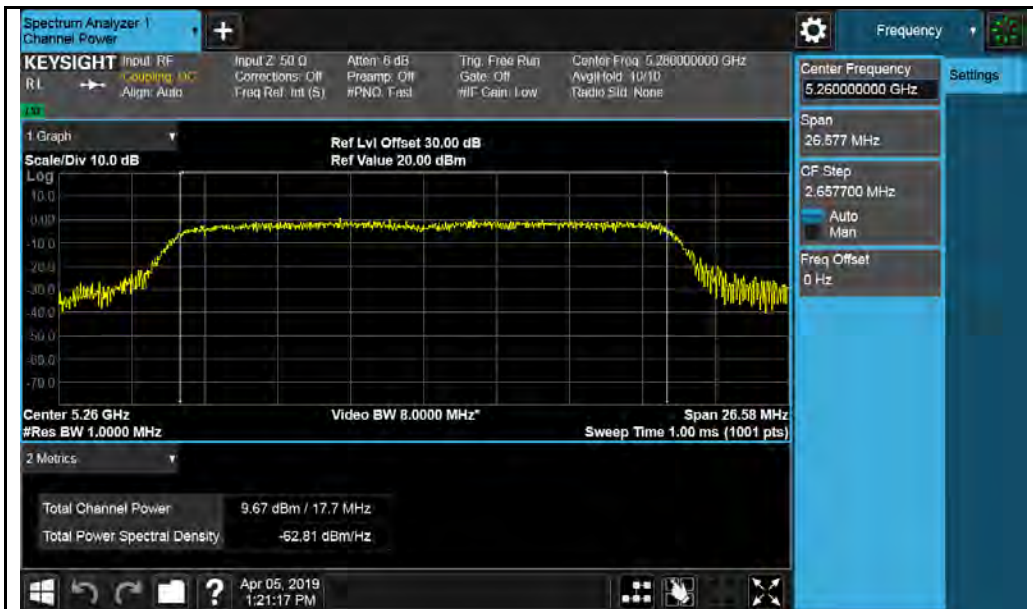 Spectrum Analyzer 1
Channel Power
+
Frequency
KEYSIGHT Input: RF
Input Z: 50 Ω
Atten: 6 dB
Trig: Free Run
Center Freq: 5.260000000 GHz
RL
Coupling: DC
Corrections: Off
Preamp: Off
Gate: Off
Avg|Hold: 10/10
Align: Auto
Freq Ref: Int (S)
#PNO: Fast
#IF Gain: Low
Radio Std: None
Center Frequency
5.260000000 GHz
Settings
Span
26.577 MHz
CF Step
2.657700 MHz
Auto
Man
Freq Offset
0 Hz
1 Graph
Ref Lvl Offset 30.00 dB
Scale/Div 10.0 dB
Ref Value 20.00 dBm
Log
10.0
0.00
-10.0
-20.0
-30.0
-40.0
-50.0
-60.0
-70.0
Center 5.26 GHz
Video BW 8.0000 MHz*
Span 26.58 MHz
#Res BW 1.0000 MHz
Sweep Time 1.00 ms (1001 pts)
2 Metrics
Total Channel Power
9.67 dBm / 17.7 MHz
Total Power Spectral Density
-62.81 dBm/Hz
?
Apr 05, 2019
1:21:17 PM